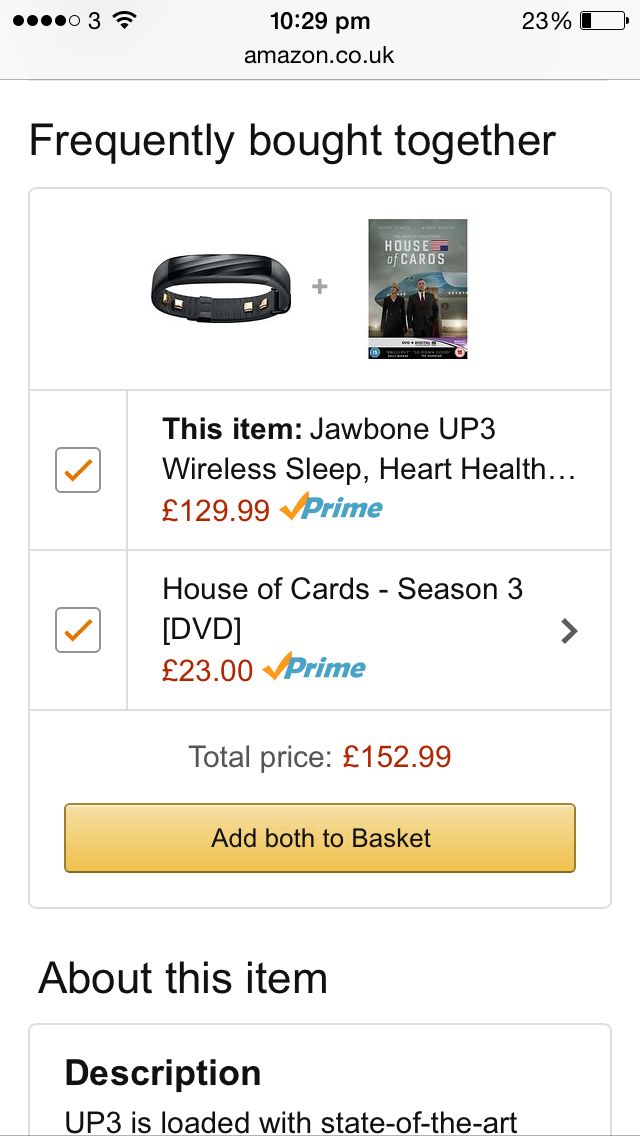 3
10:29 pm
23%
amazon.co.uk
Frequently bought together
+
HOUSE
of CARDS
This item: Jawbone UP3
Wireless Sleep, Heart Health…
£129.99 Prime
House of Cards - Season 3
[DVD]
£23.00 Prime
Total price: £152.99
Add both to Basket
About this item
Description
UP3 is loaded with state-of-the-art